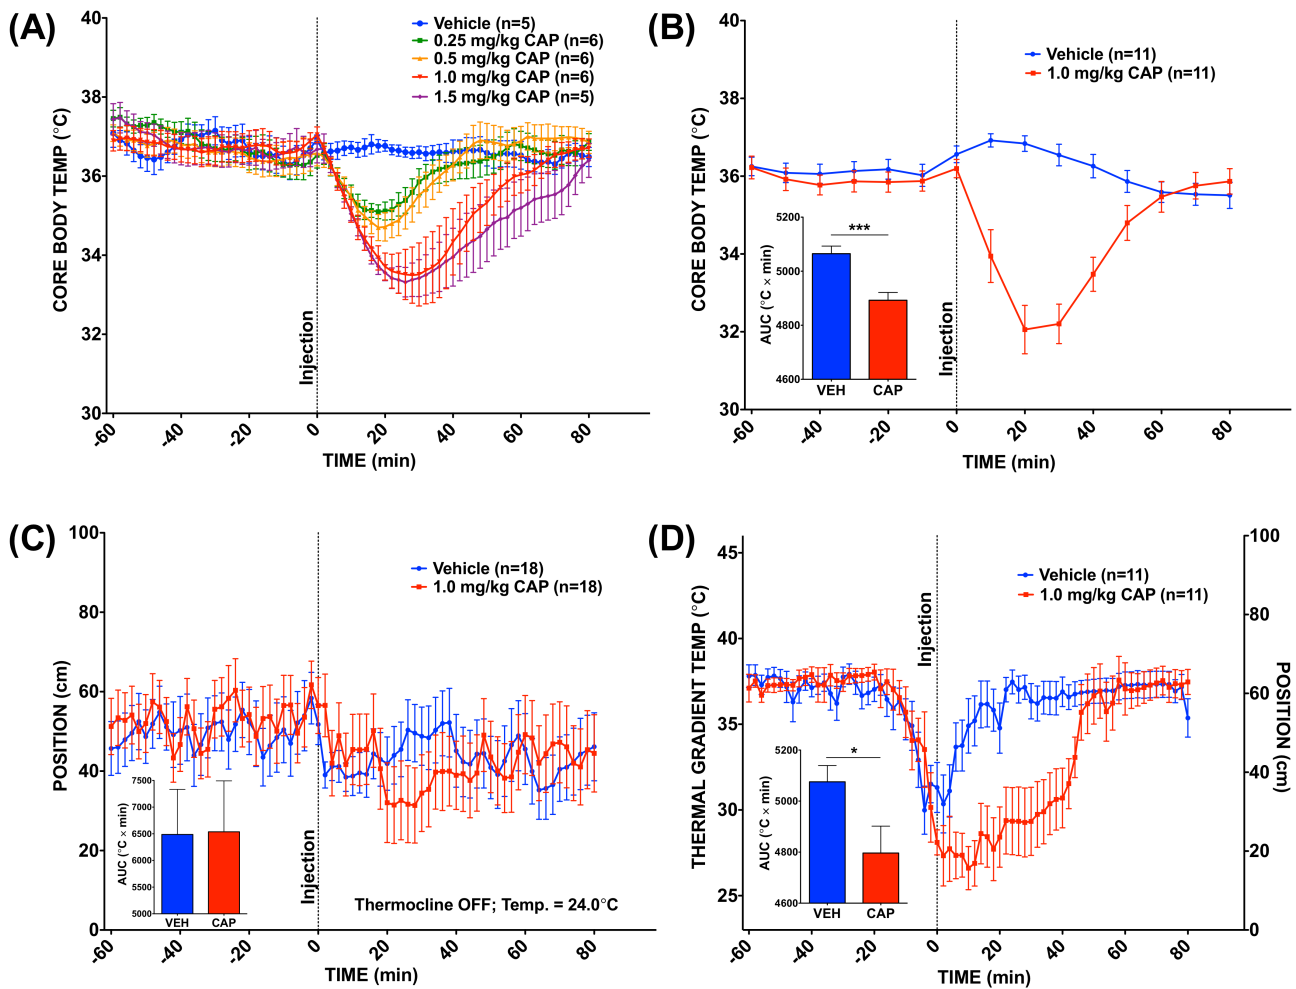 (A)
Vehicle (n=5)
0.25 mg/kg CAP (n=6)
0.5 mg/kg CAP (n=6)
1.0 mg/kg CAP (n=6)
1.5 mg/kg CAP (n=5)
CORE BODY TEMP (°C)
40
38
36
34
32
30
Injection
-60
-40
-20
0
20
40
60
80
TIME (min)
(B)
Vehicle (n=11)
1.0 mg/kg CAP (n=11)
CORE BODY TEMP (°C)
40
38
36
34
32
30
AUC (°C × min)
5200
5000
4800
4600
***
VEH
CAP
Injection
-60
-40
-20
0
20
40
60
80
TIME (min)
(C)
Vehicle (n=18)
1.0 mg/kg CAP (n=18)
POSITION (cm)
100
80
60
40
20
0
AUC (°C × min)
7500
7000
6500
6000
5500
5000
VEH
CAP
Injection
Thermocline OFF; Temp. = 24.0°C
-60
-40
-20
0
20
40
60
80
TIME (min)
(D)
Vehicle (n=11)
1.0 mg/kg CAP (n=11)
THERMAL GRADIENT TEMP (°C)
45
40
35
30
25
Injection
AUC (°C × min)
5200
5000
4800
4600
*
VEH
CAP
100
80
60
40
20
0
POSITION (cm)
-60
-40
-20
0
20
40
60
80
TIME (min)